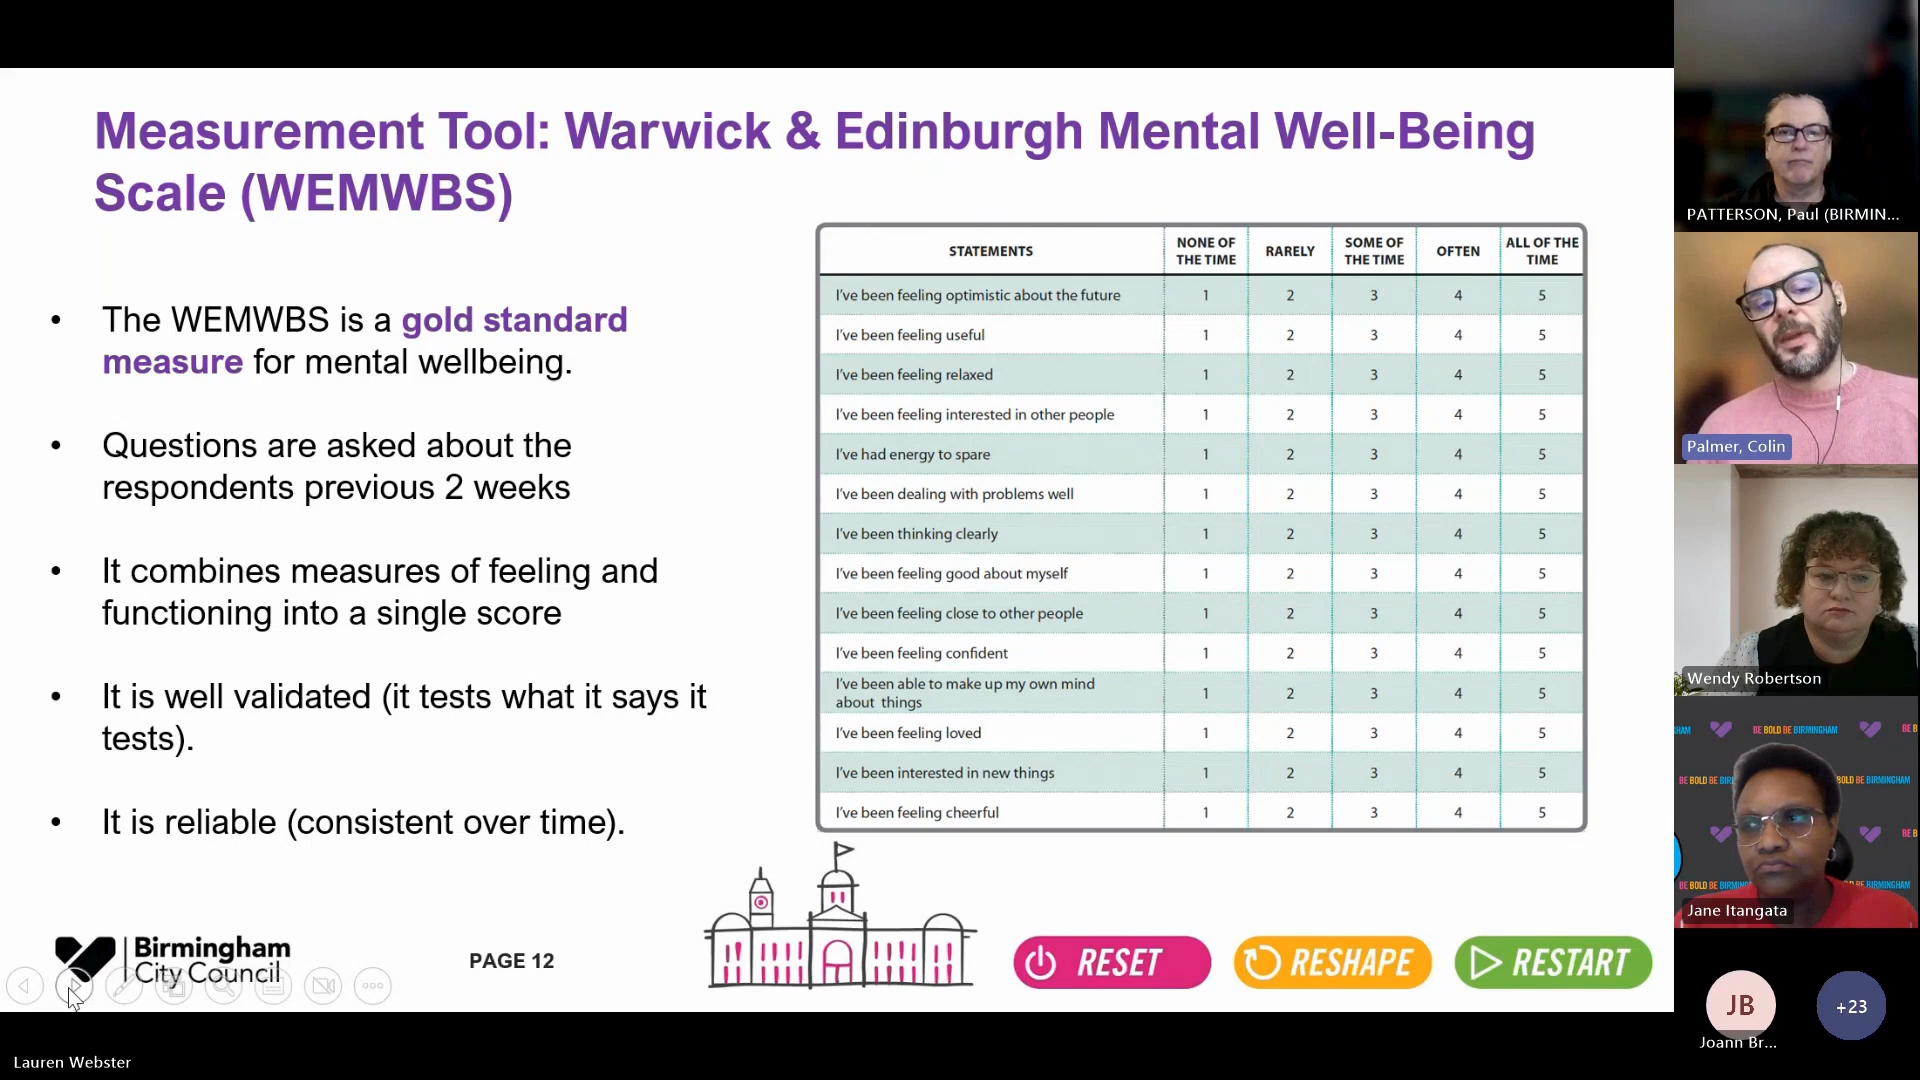 Measurement Tool: Warwick & Edinburgh Mental Well-Being
Scale (WEMWBS)
• The WEMWBS is a gold standard
measure for mental wellbeing.
• Questions are asked about the
respondents previous 2 weeks
• It combines measures of feeling and
functioning into a single score
• It is well validated (it tests what it says it
tests).
• It is reliable (consistent over time).
STATEMENTS NONE OF THE TIME RARELY SOME OF THE TIME OFTEN ALL OF THE TIME
I've been feeling optimistic about the future 1 2 3 4 5
I've been feeling useful 1 2 3 4 5
I've been feeling relaxed 1 2 3 4 5
I've been feeling interested in other people 1 2 3 4 5
I've had energy to spare 1 2 3 4 5
I've been dealing with problems well 1 2 3 4 5
I've been thinking clearly 1 2 3 4 5
I've been feeling good about myself 1 2 3 4 5
I've been feeling close to other people 1 2 3 4 5
I've been feeling confident 1 2 3 4 5
I've been able to make up my own mind
about things 1 2 3 4 5
I've been feeling loved 1 2 3 4 5
I've been interested in new things 1 2 3 4 5
I've been feeling cheerful 1 2 3 4 5
Birmingham
City Council
PAGE 12
RESET
RESHAPE
RESTART
Lauren Webster
PATTERSON, Paul (BIRMIN...
Palmer, Colin
Wendy Robertson
BE BOLD BE BIRMINGHAM
Jane Itangata
JB
Joann Br...
+23